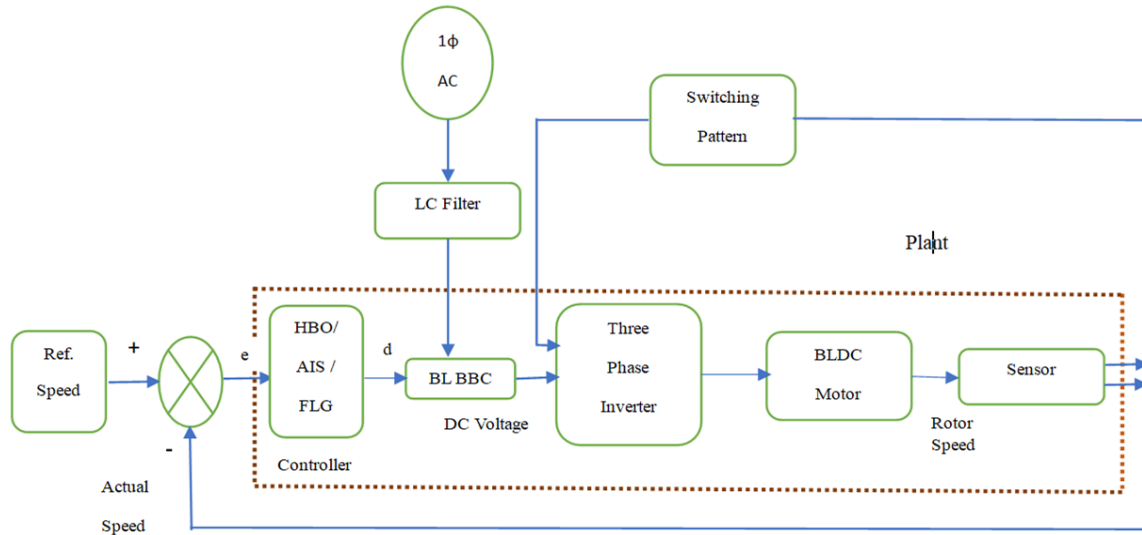 1ϕ
AC
Switching
Pattern
LC Filter
Plant
Ref.
Speed
+
-
e
HBO/
AIS /
FLG
Controller
d
BL BBC
DC Voltage
Three
Phase
Inverter
BLDC
Motor
Rotor
Speed
Sensor
Actual
Speed